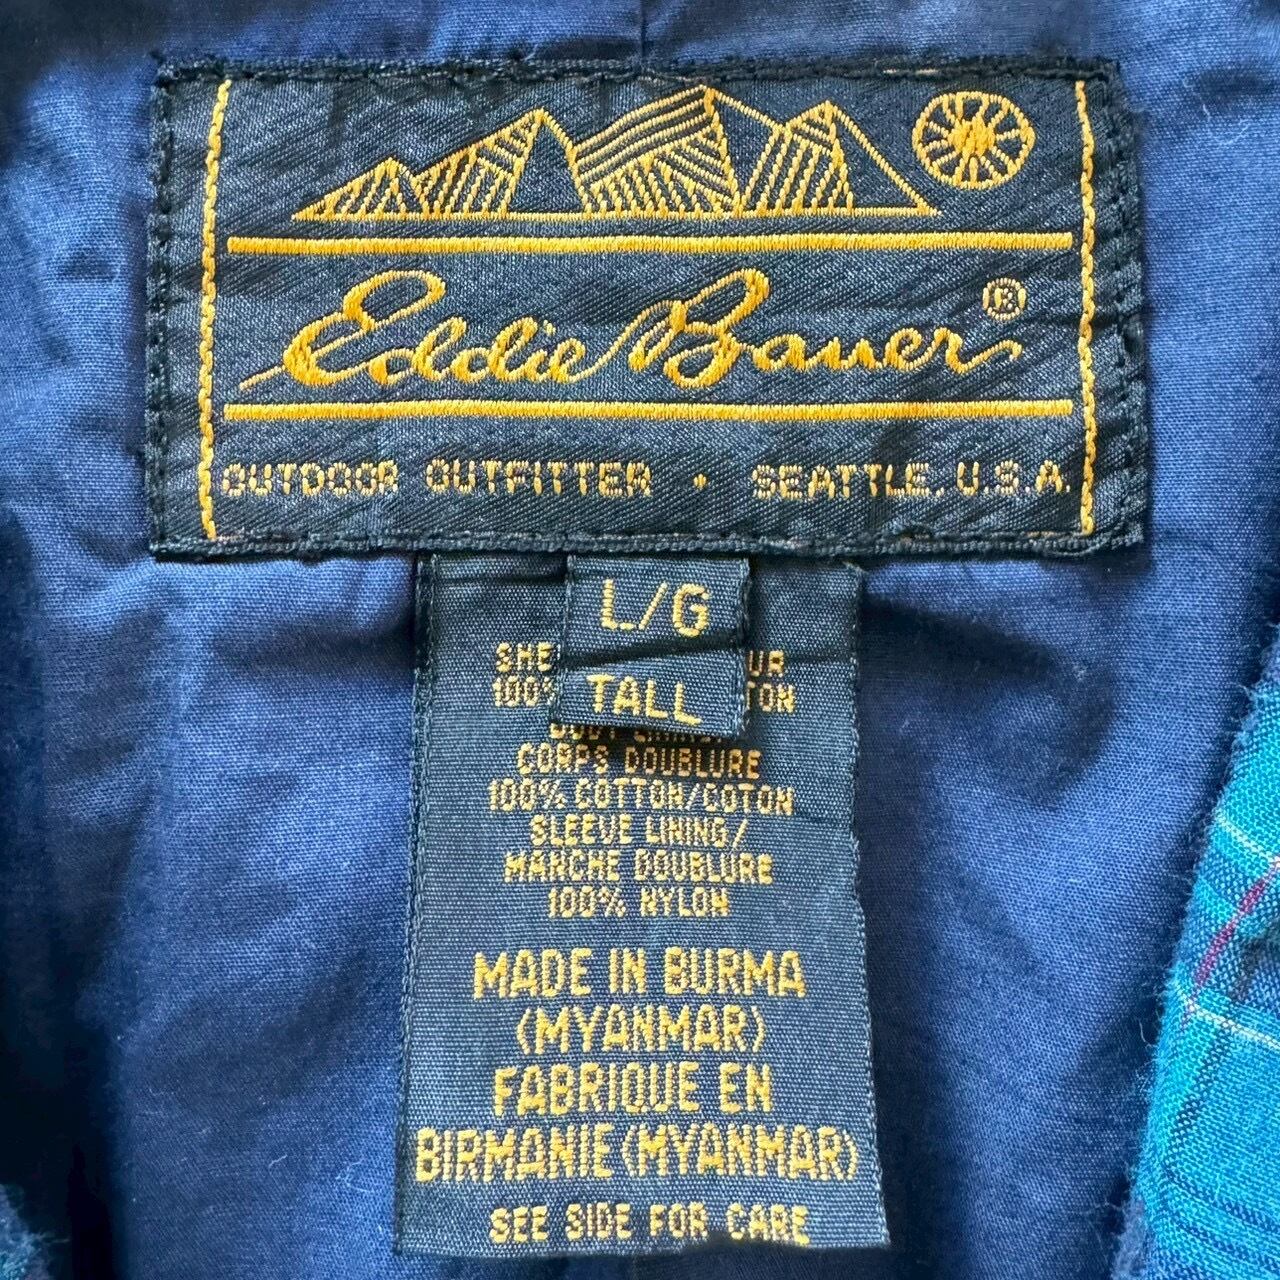 Eddie Bauer®
OUTDOOR OUTFITTER • SEATTLE, U.S.A.
L/G
TALL
CORPS DOUBLURE
100% COTTON/COTON
SLEEVE LINING/
MANCHE DOUBLURE
100% NYLON
MADE IN BURMA
(MYANMAR)
FABRIQUE EN
BIRMANIE (MYANMAR)
SEE SIDE FOR CARE